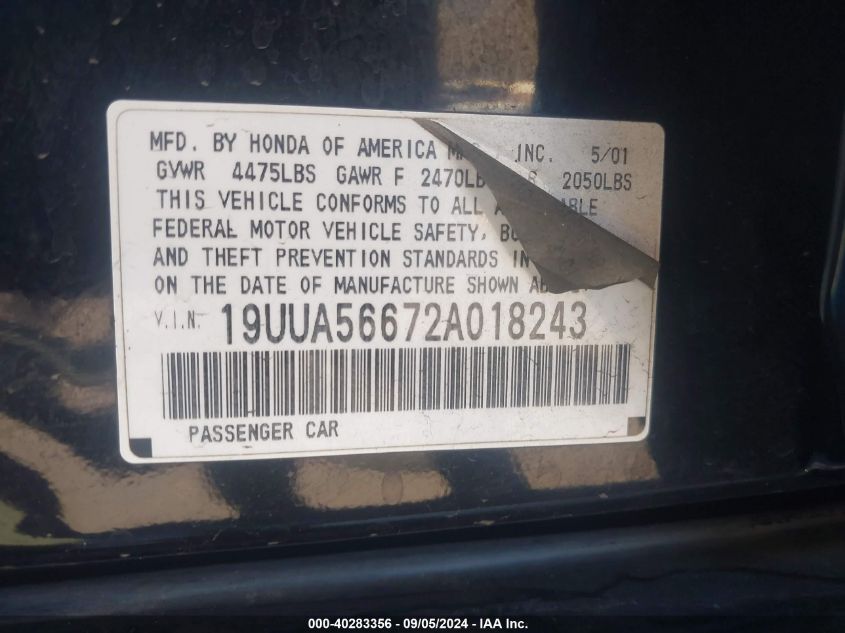 MFD. BY HONDA OF AMERICA INC. 5/01
GVWR 4475LBS GAWR F 2470LB 2050LBS
THIS VEHICLE CONFORMS TO ALL
FEDERAL MOTOR VEHICLE SAFETY,
AND THEFT PREVENTION STANDARDS IN
ON THE DATE OF MANUFACTURE SHOWN
V.I.N. 19UUA56672A018243
PASSENGER CAR
000-40283356 - 09/05/2024 - IAA Inc.